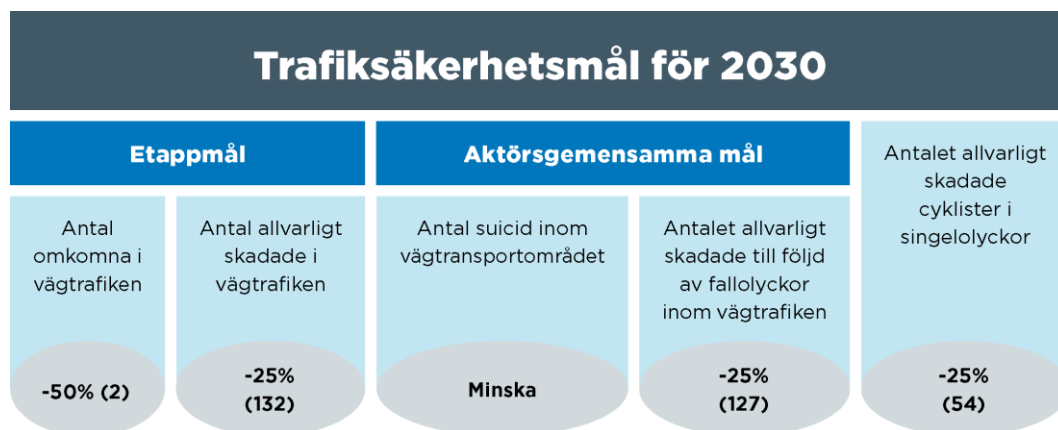 Trafiksäkerhetsmål för 2030
Etappmål
Antal
omkomna i
vägtrafiken
-50% (2)
Antal allvarligt
skadade i
vägtrafiken
-25%
(132)
Aktörsgemensamma mål
Antal suicid inom
vägtransportområdet
Minska
Antalet allvarligt
skadade till följd
av fallolyckor
inom vägtrafiken
-25%
(127)
Antalet allvarligt
skadade
cyklister i
singelolyckor
-25%
(54)